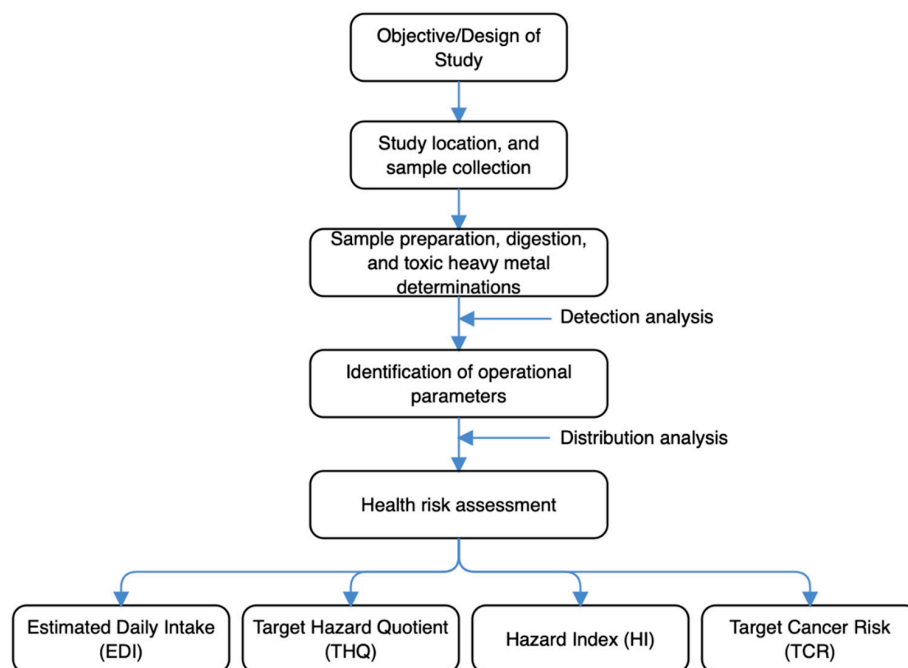 Objective/Design of
Study
Study location, and
sample collection
Sample preparation, digestion,
and toxic heavy metal
determinations
Detection analysis
Identification of operational
parameters
Distribution analysis
Health risk assessment
Estimated Daily Intake
(EDI)
Target Hazard Quotient
(THQ)
Hazard Index (HI)
Target Cancer Risk
(TCR)